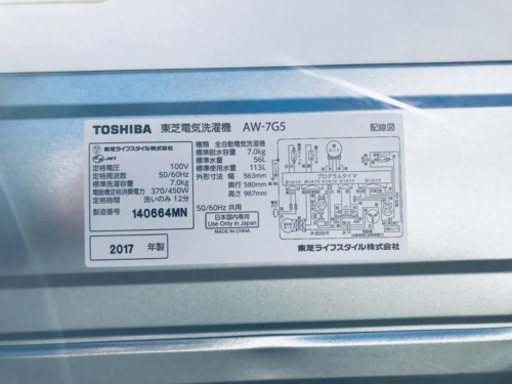 TOSHIBA 東芝電気洗濯機 AW-7G5
配線図
東芝ライフスタイル株式会社
JET
定格電圧 100V
定格周波数 50/60Hz
標準洗濯容量 7.0kg
電動機定格消費電力 370/450W
定格時間 洗いのみ 12分
製造番号 140664MN
2017 年製
種類 全自動電気洗濯機
標準脱水容量 7.0kg
標準水量 56L
標準使用水量 113L
外形寸法 幅 563mm
奥行 580mm
高さ 987mm
50/60Hz 共用
日本国内専用
Use Only in Japan
MADE IN CHINA
プログラムタイマ
東芝ライフスタイル株式会社